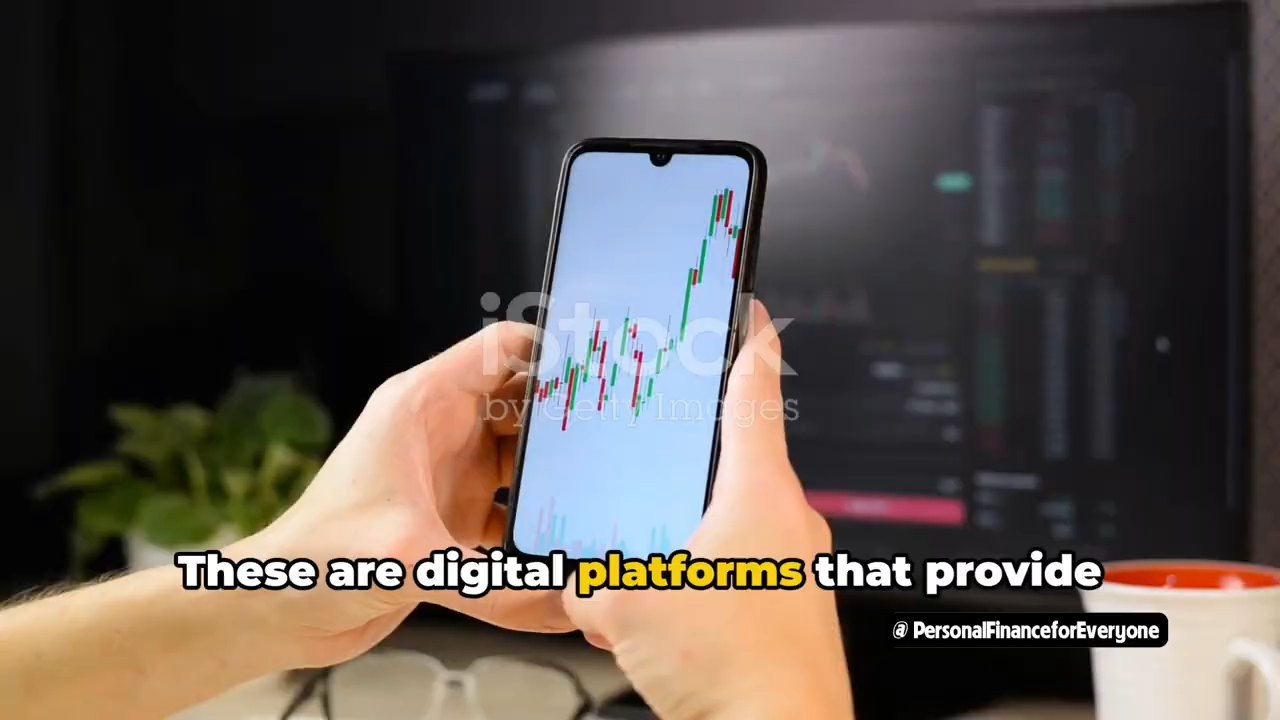 iStock
by Getty Images
These are digital platforms that provide
@ PersonalFinanceforEveryone